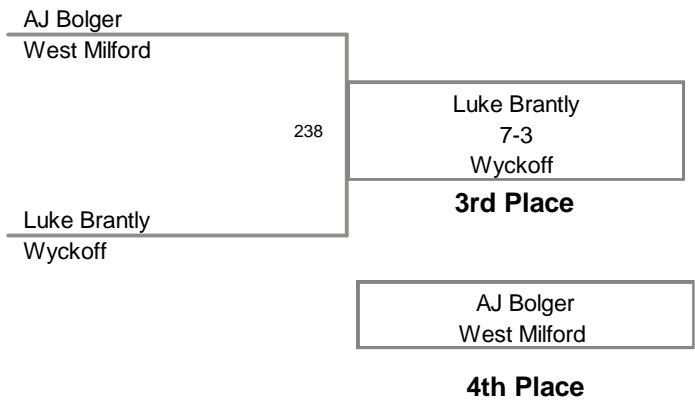 AJ Bolger
West Milford
238
Luke Brantly
7-3
Wyckoff
3rd Place
Luke Brantly
Wyckoff
AJ Bolger
West Milford
4th Place